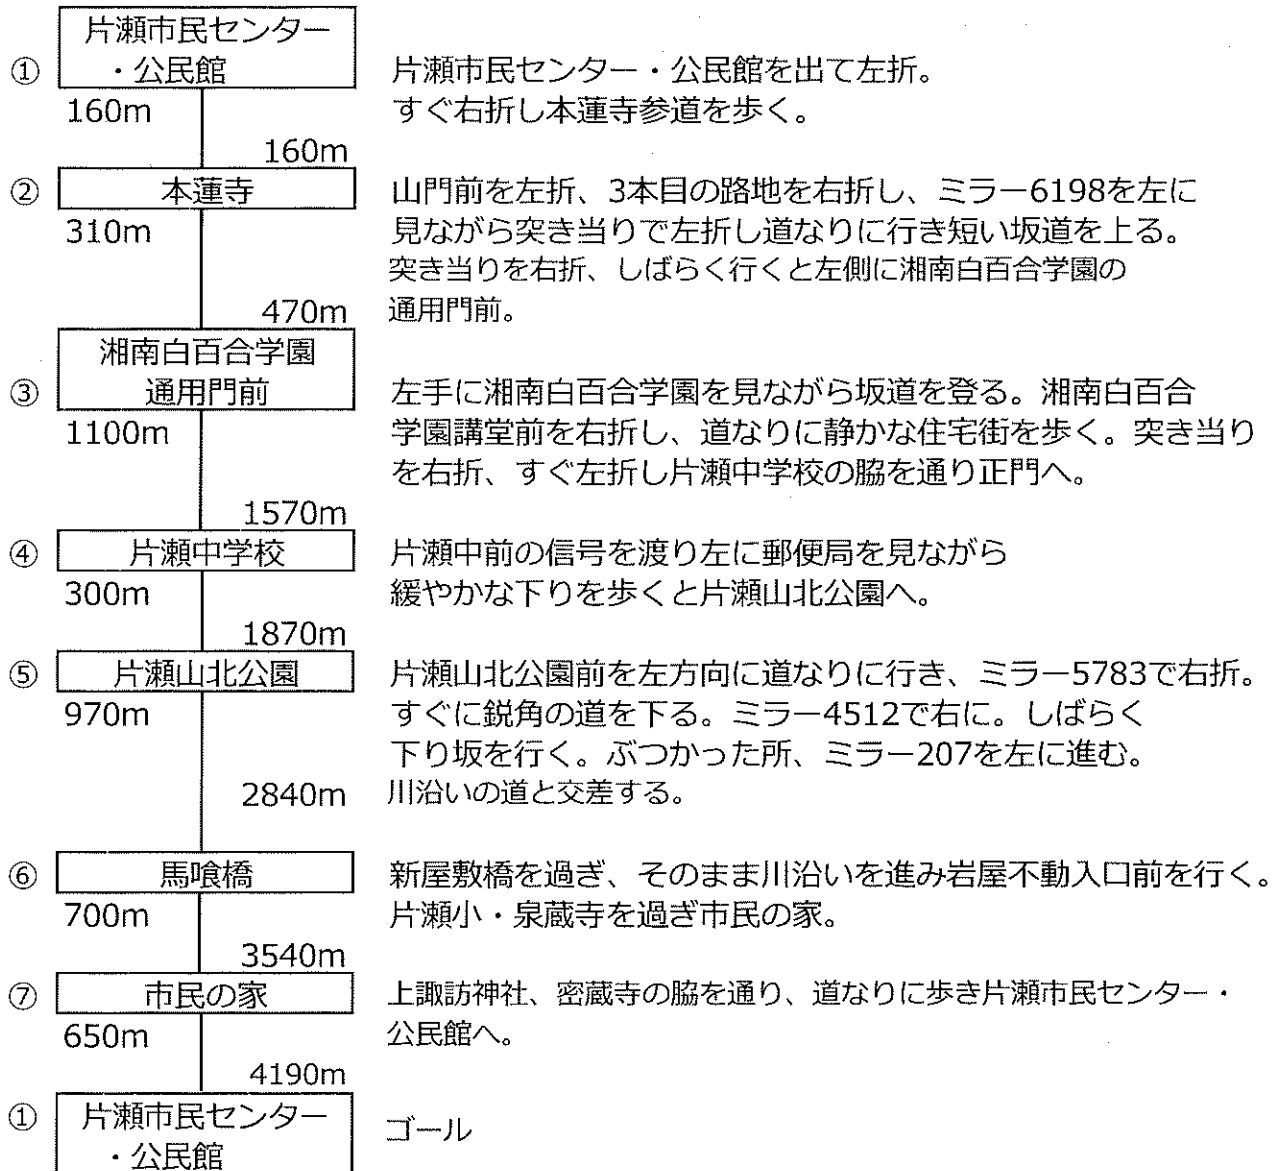 片瀬市民センター
① ・公民館 片瀬市民センター・公民館を出て左折。
160m すぐ右折し本蓮寺参道を歩く。
160m
② 本蓮寺 山門前を左折、3本目の路地を右折し、ミラー6198を左に
310m 見ながら突き当りで左折し道なりに行き短い坂道を上る。
突き当りを右折、しばらく行くと左側に湘南白百合学園の
470m 通用門前。
湘南白百合学園
③ 通用門前 左手に湘南白百合学園を見ながら坂道を登る。湘南白百合
1100m 学園講堂前を右折し、道なりに静かな住宅街を歩く。突き当り
を右折、すぐ左折し片瀬中学校の脇を通り正門へ。
1570m
④ 片瀬中学校 片瀬中前の信号を渡り左に郵便局を見ながら
300m 緩やかな下りを歩くと片瀬山北公園へ。
1870m
⑤ 片瀬山北公園 片瀬山北公園前を左方向に道なりに行き、ミラー5783で右折。
970m すぐに鋭角の道を下る。ミラー4512で右に。しばらく
下り坂を行く。ぶつかった所、ミラー207を左に進む。
2840m 川沿いの道と交差する。
⑥ 馬喰橋 新屋敷橋を過ぎ、そのまま川沿いを進み岩屋不動入口前を行く。
700m 片瀬小・泉蔵寺を過ぎ市民の家。
3540m
⑦ 市民の家 上諏訪神社、密蔵寺の脇を通り、道なりに歩き片瀬市民センター・
650m 公民館へ。
4190m
① 片瀬市民センター ゴール
・公民館